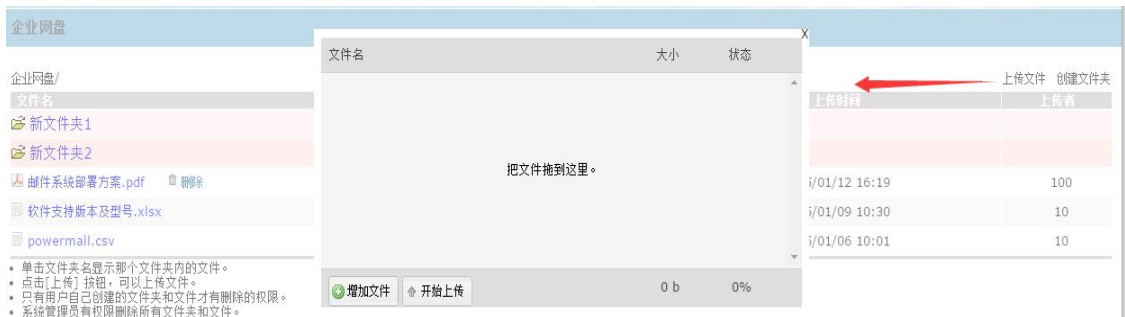 企业网盘
X
文件名 大小 状态
企业网盘/
上传文件 创建文件夹
文件名 上传时间 上传者
新文件夹1
新文件夹2
把文件拖到这里。
邮件系统部署方案.pdf 删除 /01/12 16:19 100
软件支持版本及型号.xlsx /01/09 10:30 10
powermail.csv /01/06 10:01 10
• 单击文件夹名显示那个文件夹内的文件。
• 点击[上传] 按钮，可以上传文件。
• 只有用户自己创建的文件夹和文件才有删除的权限。
• 系统管理员有权限删除所有文件夹和文件。
增加文件 开始上传 0 b 0%